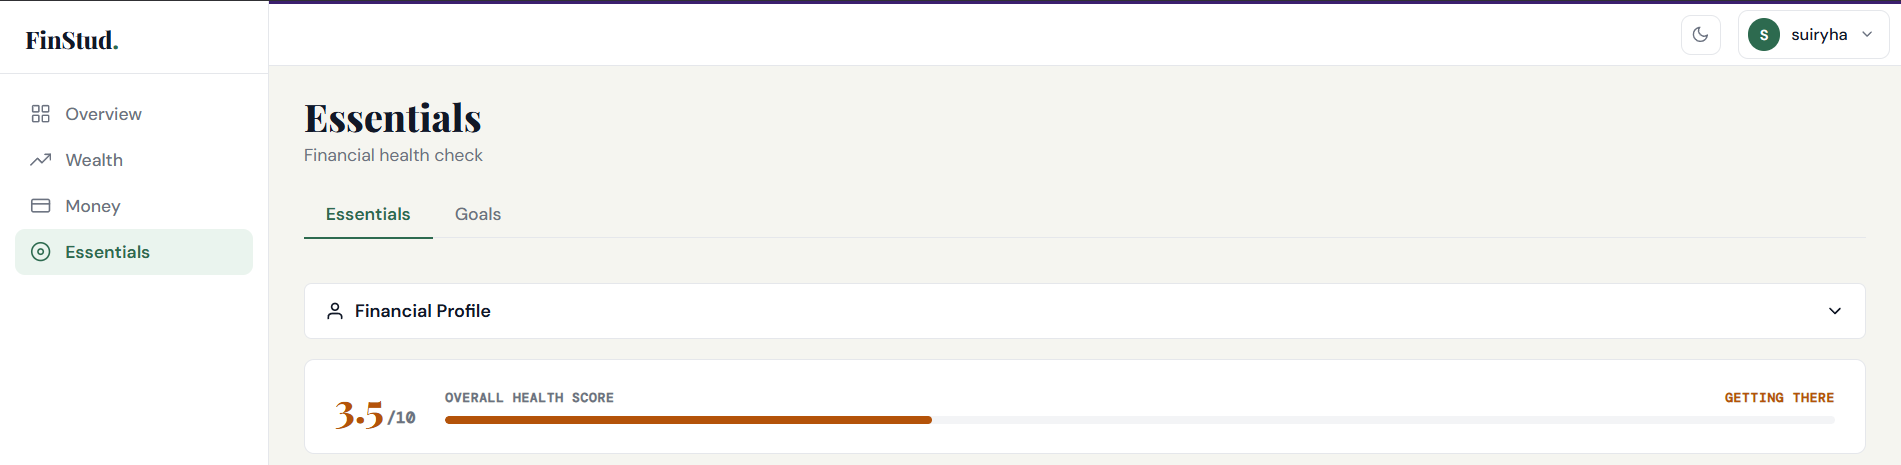 FinStud.
suiryha
S
Overview
Wealth
Money
Essentials
Essentials
Financial health check
Essentials
Goals
Financial Profile
3.5/10
OVERALL HEALTH SCORE
GETTING THERE